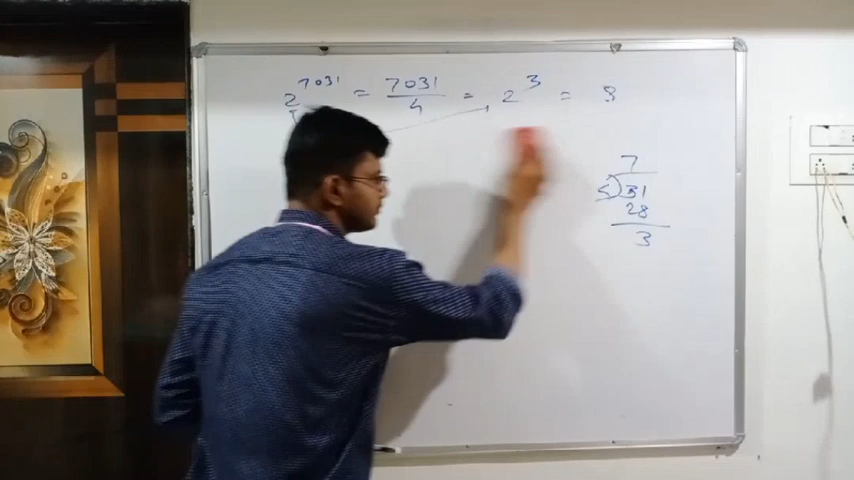 2^7031 = 7031/4 = 2^3 = 8
7
4)31
28
3